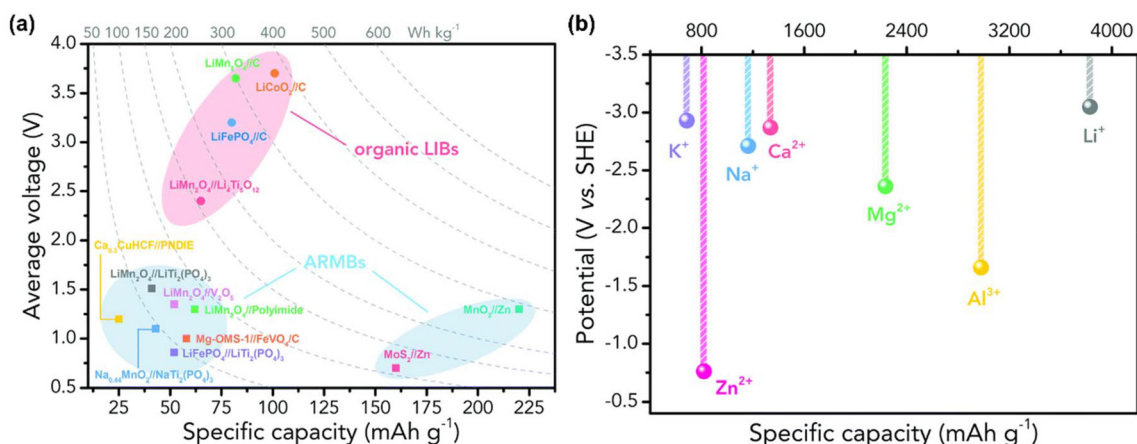 (a)
50 100 150 200 300 400 500 600 Wh kg⁻¹
4.0
3.5
3.0
2.5
2.0
1.5
1.0
0.5
Average voltage (V)
LiMn₂O₄//C
LiCoO₂//C
LiFePO₄//C
organic LIBs
LiMn₂O₄//Li₄Ti₅O₁₂
Ca₀.₃CuHCF//PNDIE
LiMn₂O₄//LiTi₂(PO₄)₃
ARMBs
LiMn₂O₄//V₂O₅
LiMn₂O₄//Polyimide
MnO₂//Zn
Mg-OMS-1//FeVO₄/C
LiFePO₄//LiTi₂(PO₄)₃
MoS₂//Zn
Na₀.₄₄MnO₂//NaTi₂(PO₄)₃
25 50 75 100 125 150 175 200 225
Specific capacity (mAh g⁻¹)
(b)
800 1600 2400 3200 4000
-3.5
-3.0
-2.5
-2.0
-1.5
-1.0
-0.5
Potential (V vs. SHE)
K⁺
Na⁺
Ca²⁺
Li⁺
Mg²⁺
Al³⁺
Zn²⁺
Specific capacity (mAh g⁻¹)